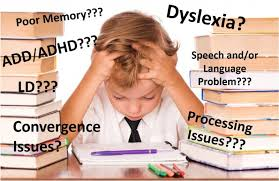 Poor Memory???
Dyslexia?
ADD/ADHD???
Speech and/or
Language
Problem???
LD???
Convergence
Issues?
Processing
Issues???